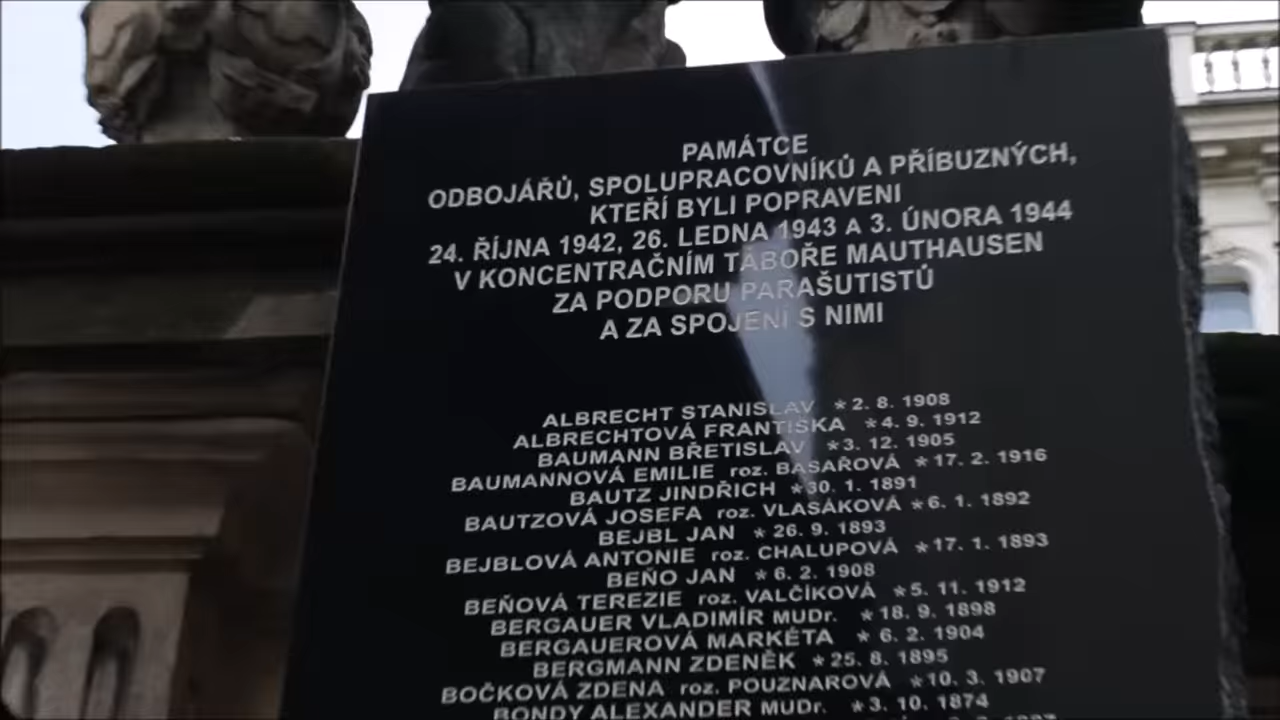 PAMÁTCE
ODBOJÁŘŮ, SPOLUPRACOVNÍKŮ A PŘÍBUZNÝCH,
KTEŘÍ BYLI POPRAVENI
24. ŘÍJNA 1942, 26. LEDNA 1943 A 3. ÚNORA 1944
V KONCENTRAČNÍM TÁBOŘE MAUTHAUSEN
ZA PODPORU PARAŠUTISTŮ
A ZA SPOJENÍ S NIMI
ALBRECHT STANISLAV * 2. 8. 1908
ALBRECHTOVÁ FRANTIŠKA * 4. 9. 1912
BAUMANN BŘETISLAV * 3. 12. 1905
BAUMANNOVÁ EMILIE roz. BASAŘOVÁ * 17. 2. 1916
BAUTZ JINDŘICH * 30. 1. 1891
BAUTZOVÁ JOSEFA roz. VLASÁKOVÁ * 6. 1. 1892
BEJBL JAN * 26. 9. 1893
BEJBLOVÁ ANTONIE roz. CHALUPOVÁ * 17. 1. 1893
BEŇO JAN * 6. 2. 1908
BEŇOVÁ TEREZIE roz. VALČÍKOVÁ * 5. 11. 1912
BERGAUER VLADIMÍR MUDr. * 18. 9. 1898
BERGAUEROVÁ MARKÉTA * 6. 2. 1904
BERGMANN ZDENĚK * 25. 8. 1895
BOČKOVÁ ZDENA roz. POUZNAROVÁ * 10. 3. 1907
BONDY ALEXANDER MUDr. * 3. 10. 1874